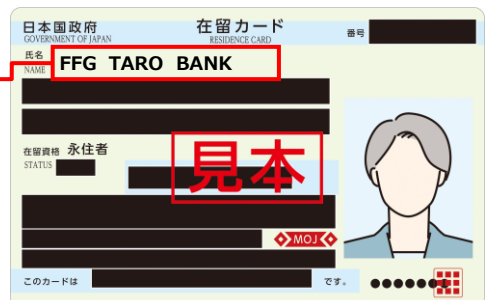 日本国政府 在留カード 番号
GOVERNMENT OF JAPAN RESIDENCE CARD
氏名
NAME FFG TARO BANK
見本
在留資格 永住者
STATUS
MOJ
このカードは です。